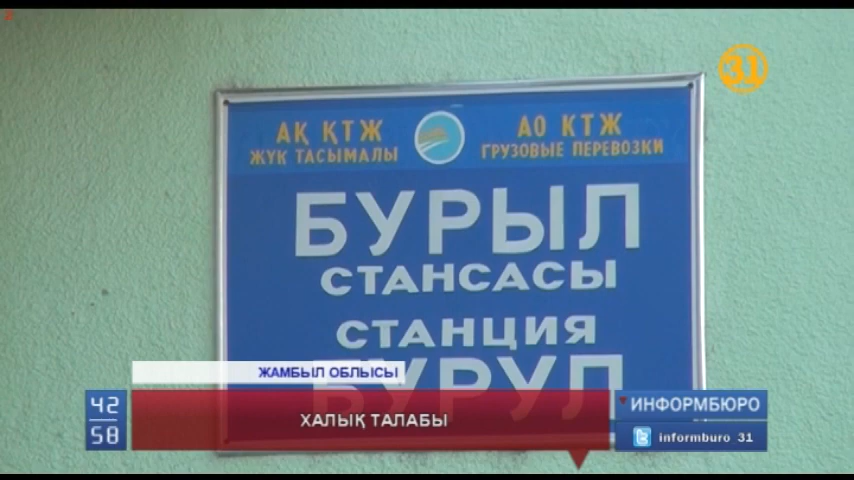 31
АҚ ҚТЖ
ЖҮК ТАСЫМАЛЫ
АО КТЖ
ГРУЗОВЫЕ ПЕРЕВОЗКИ
БУРЫЛ
СТАНСАСЫ
СТАНЦИЯ
БУРУЛ
ЖАМБЫЛ ОБЛЫСЫ
42
58
ХАЛЫҚ ТАЛАБЫ
ИНФОРМБЮРО
informburo 31